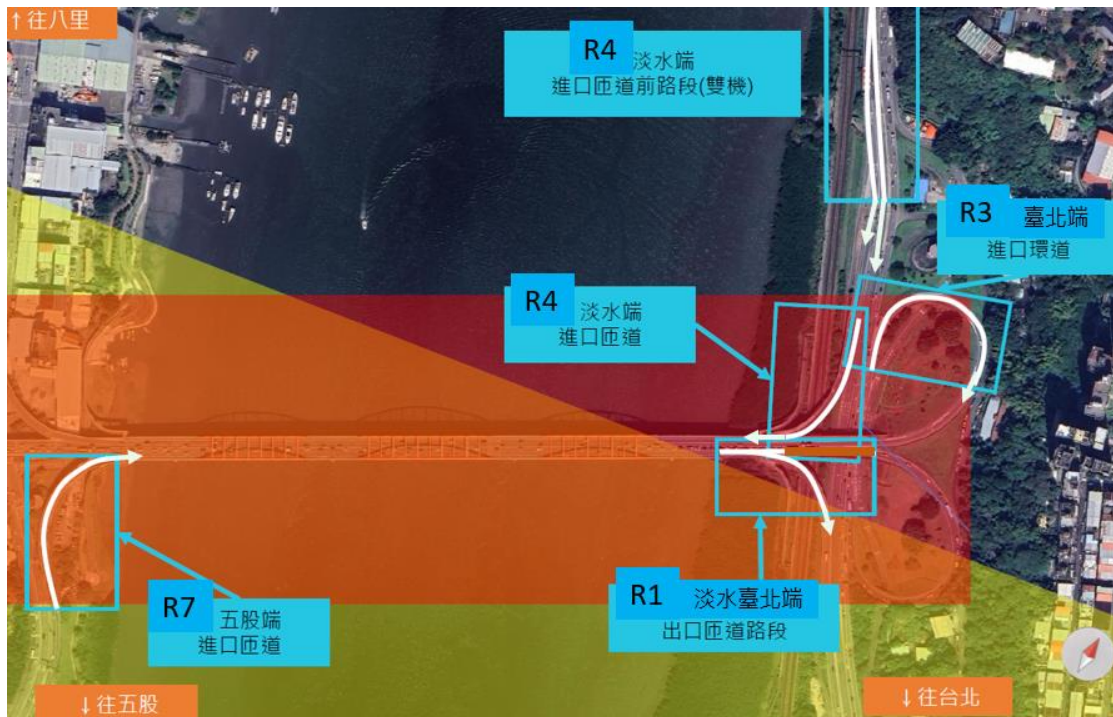 ↑往八里
R4
淡水端
進口匝道前路段(雙機)
R3
臺北端
進口環道
R4
淡水端
進口匝道
R7
五股端
進口匝道
R1
淡水臺北端
出口匝道路段
↓往五股
↓往台北